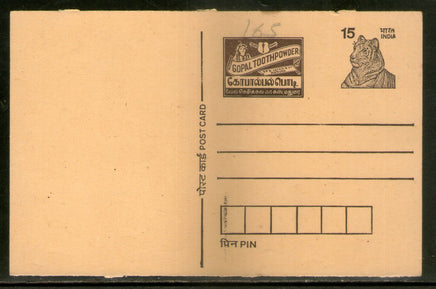 165
GOPAL TOOTHPOWDER
கோபால் பல்பொடி
15 भारत
INDIA
पोस्ट कार्ड POST CARD
पिन PIN